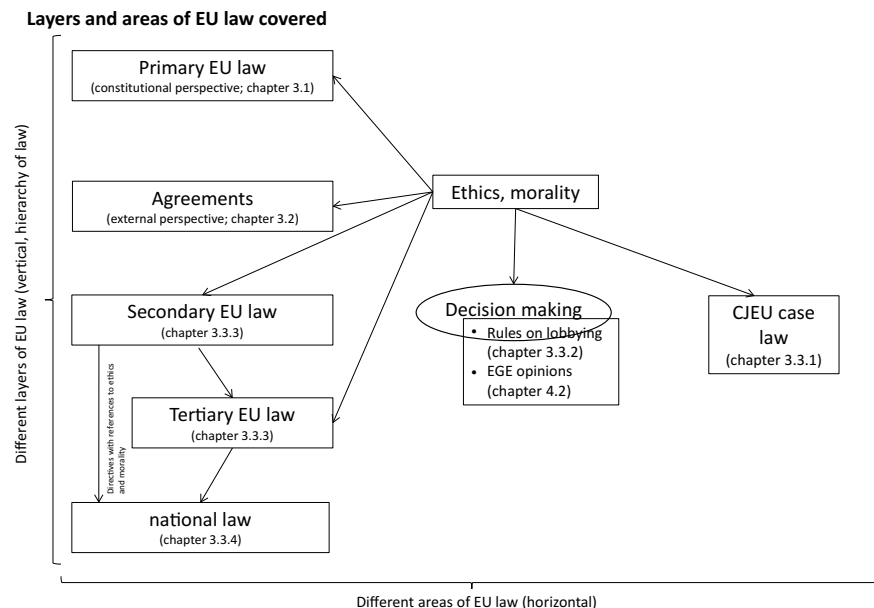 Layers and areas of EU law covered
Primary EU law
(constitutional perspective; chapter 3.1)
Agreements
(external perspective; chapter 3.2)
Ethics, morality
Secondary EU law
(chapter 3.3.3)
Decision making
• Rules on lobbying
(chapter 3.3.2)
• EGE opinions
(chapter 4.2)
CJEU case
law
(chapter 3.3.1)
Tertiary EU law
(chapter 3.3.3)
Directives with references to ethics
and morality
national law
(chapter 3.3.4)
Different layers of EU law (vertical, hierarchy of law)
Different areas of EU law (horizontal)